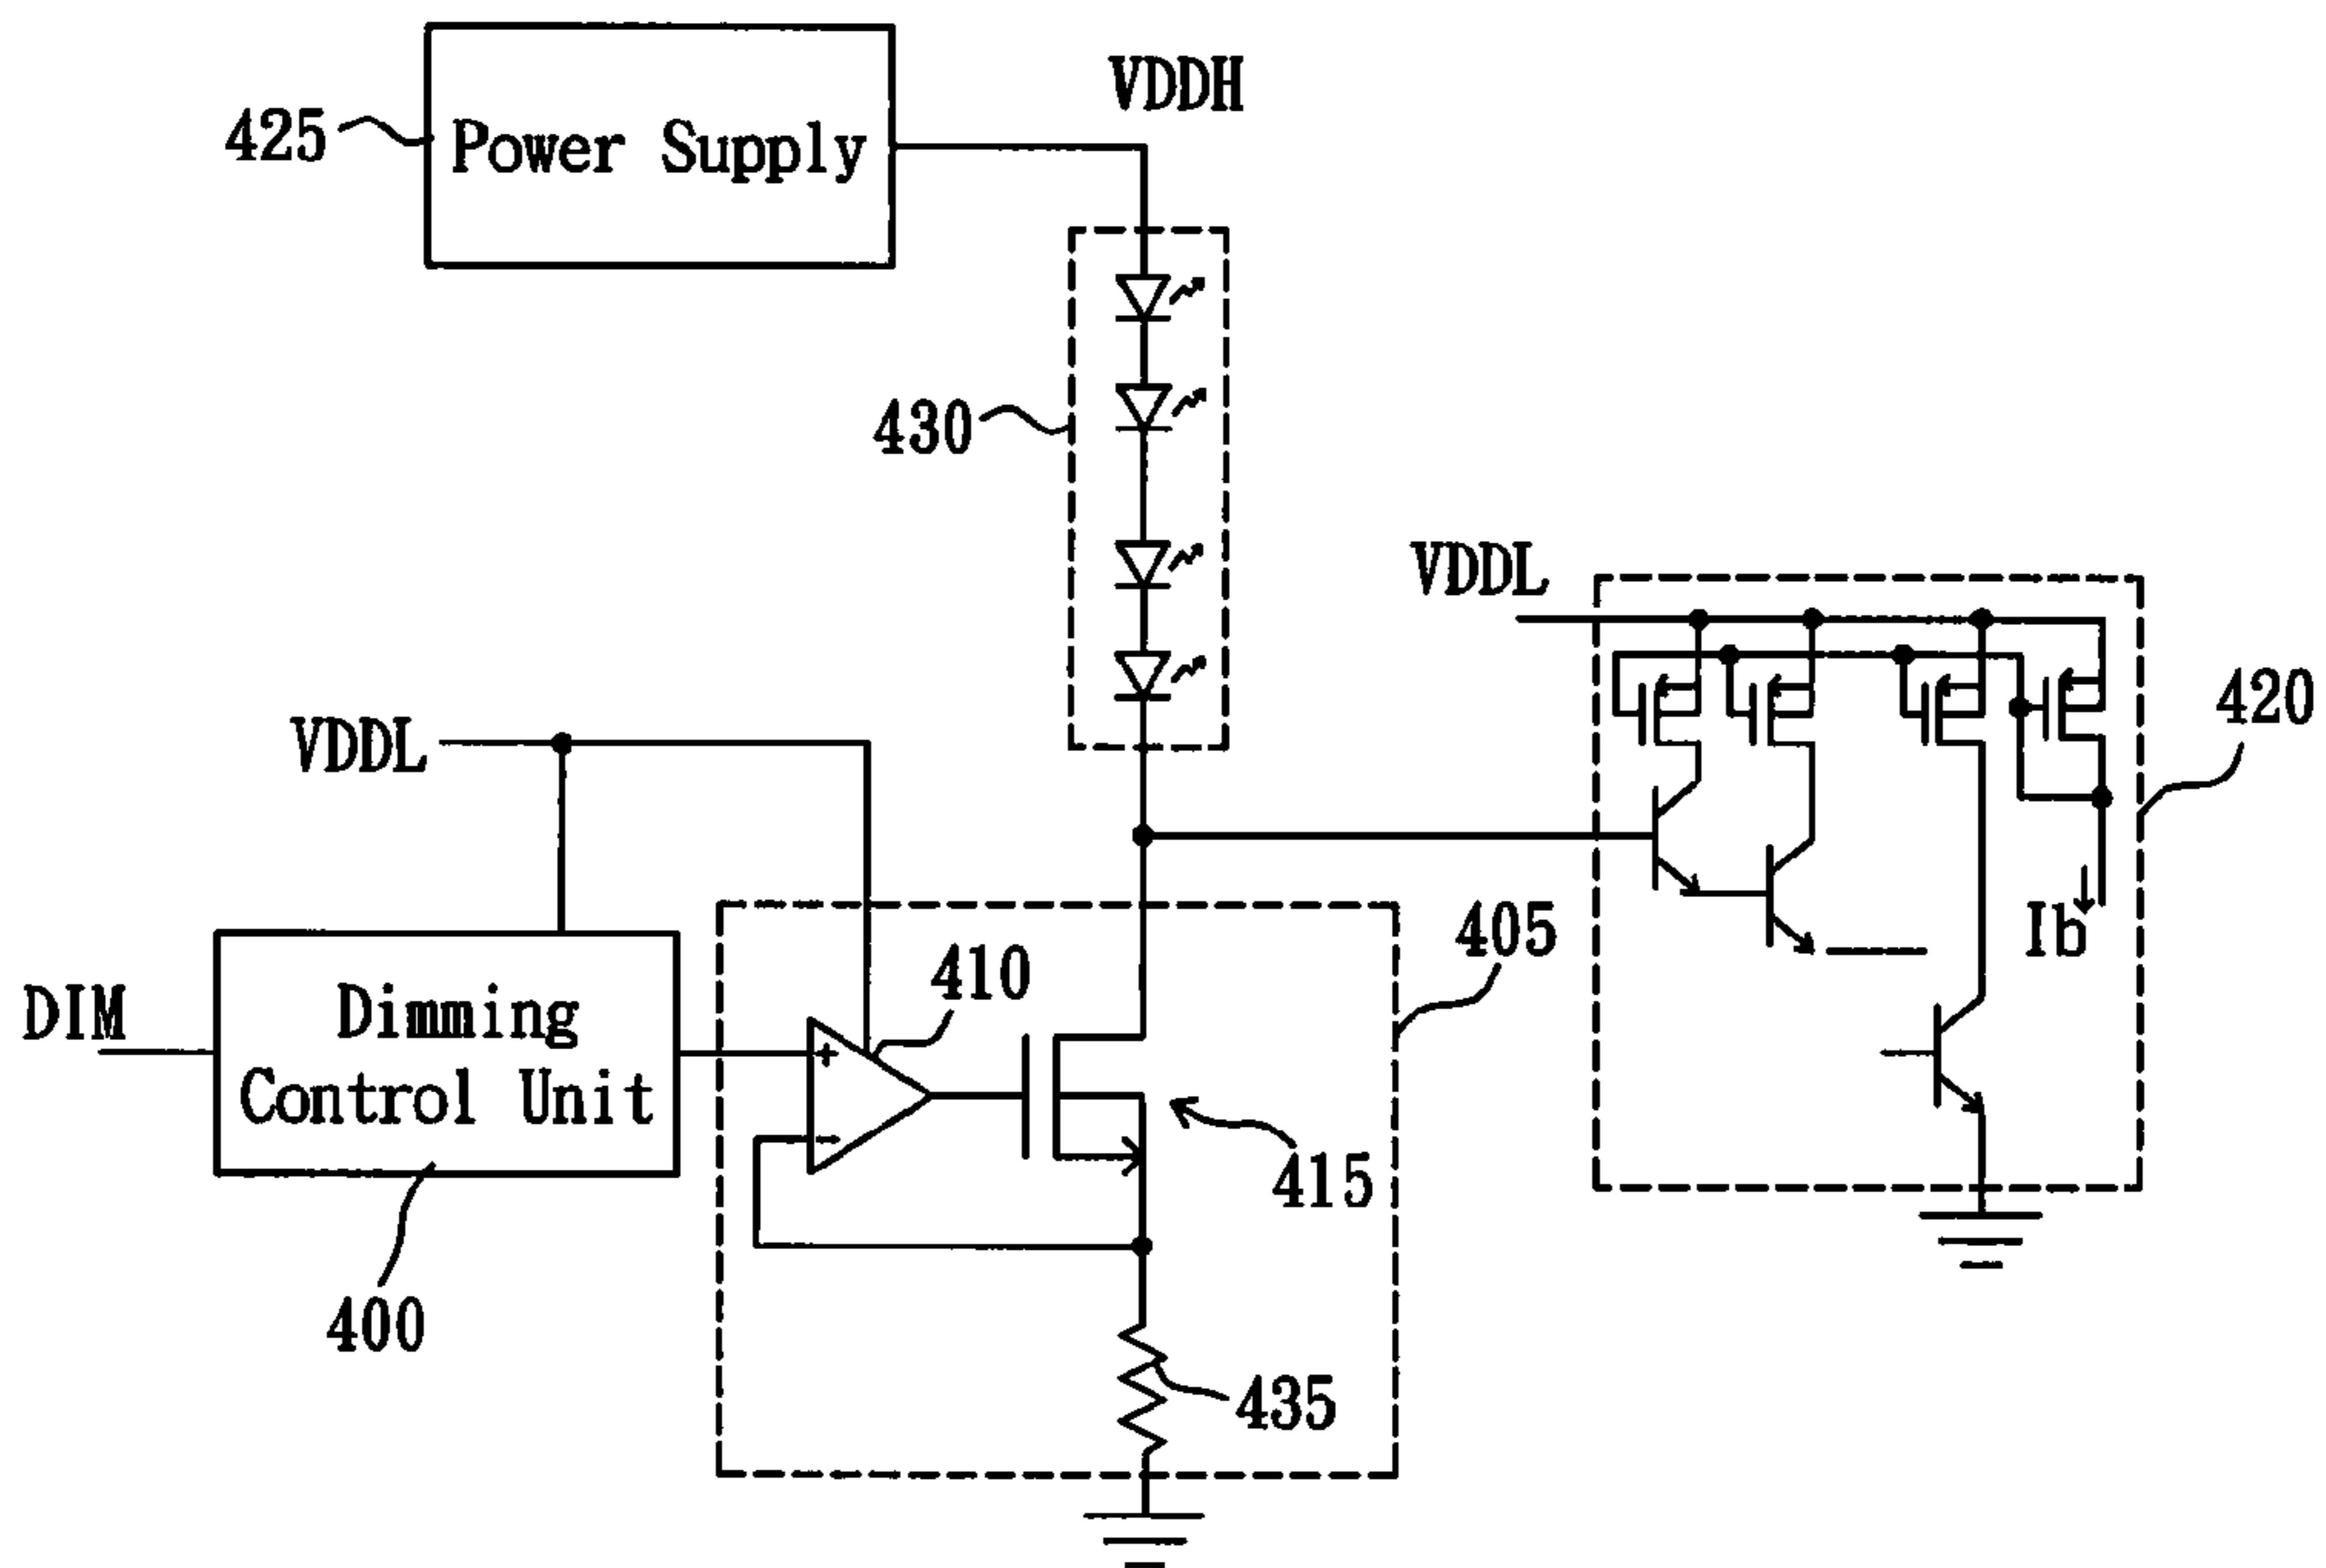 VDDH
425
Power Supply
430
VDDL
420
VDDL
405
Ib
410
DIM
Dimming
Control Unit
415
400
435